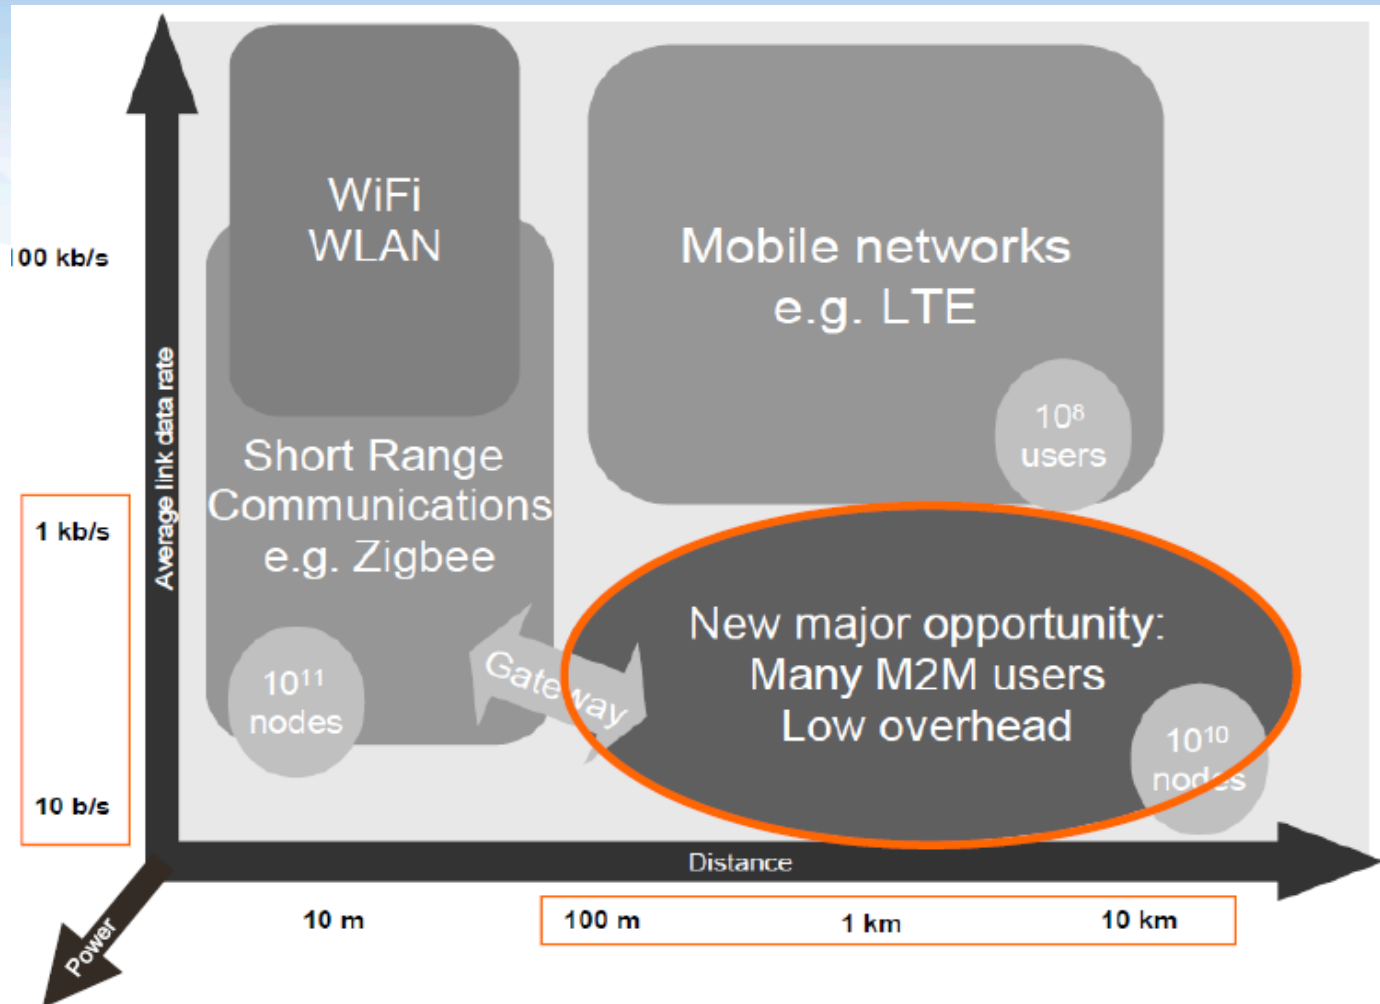 WiFi
WLAN
Mobile networks
e.g. LTE
10⁸
users
Short Range
Communications
e.g. Zigbee
10¹¹
nodes
Gateway
New major opportunity:
Many M2M users
Low overhead
10¹⁰
nodes
Average link data rate
00 kb/s
1 kb/s
10 b/s
Distance
10 m
100 m
1 km
10 km
Power